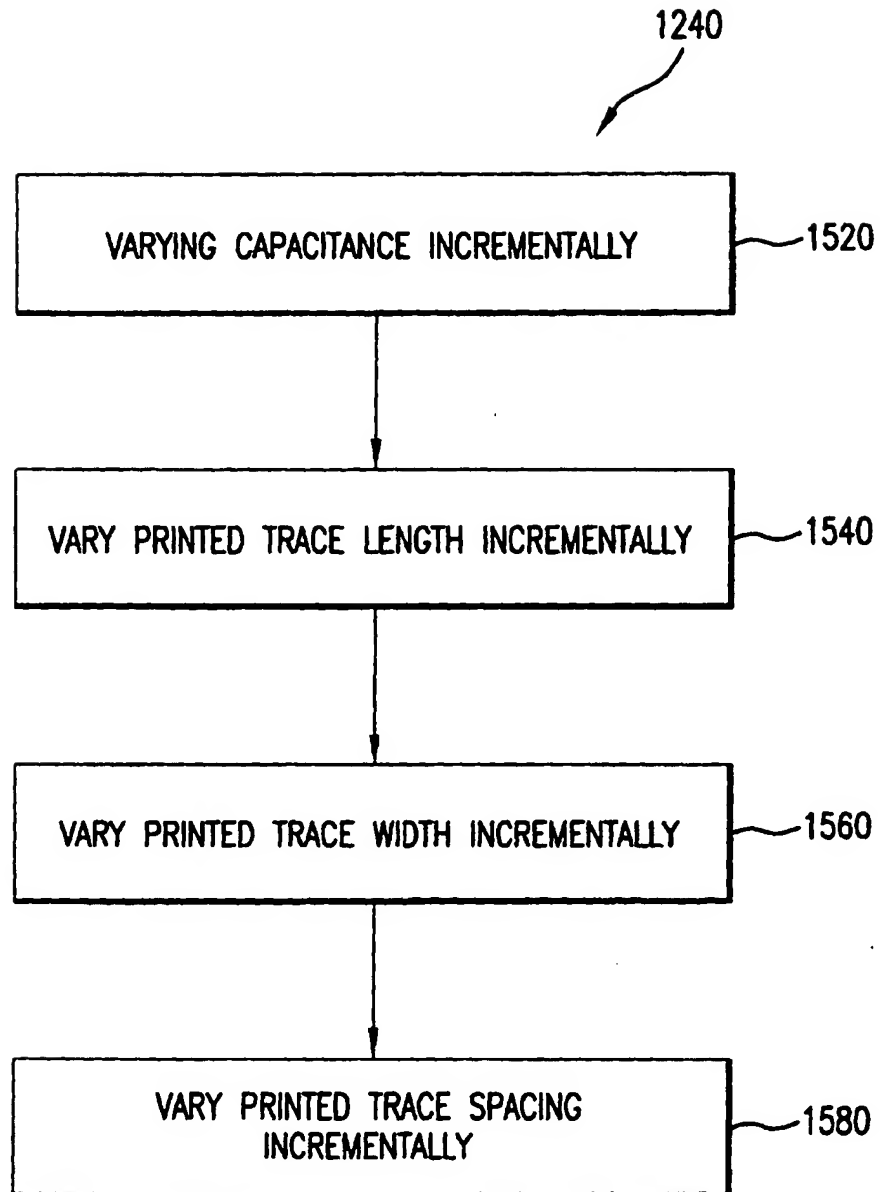 1240
VARYING CAPACITANCE INCREMENTALLY
1520
VARY PRINTED TRACE LENGTH INCREMENTALLY
1540
VARY PRINTED TRACE WIDTH INCREMENTALLY
1560
VARY PRINTED TRACE SPACING
INCREMENTALLY
1580